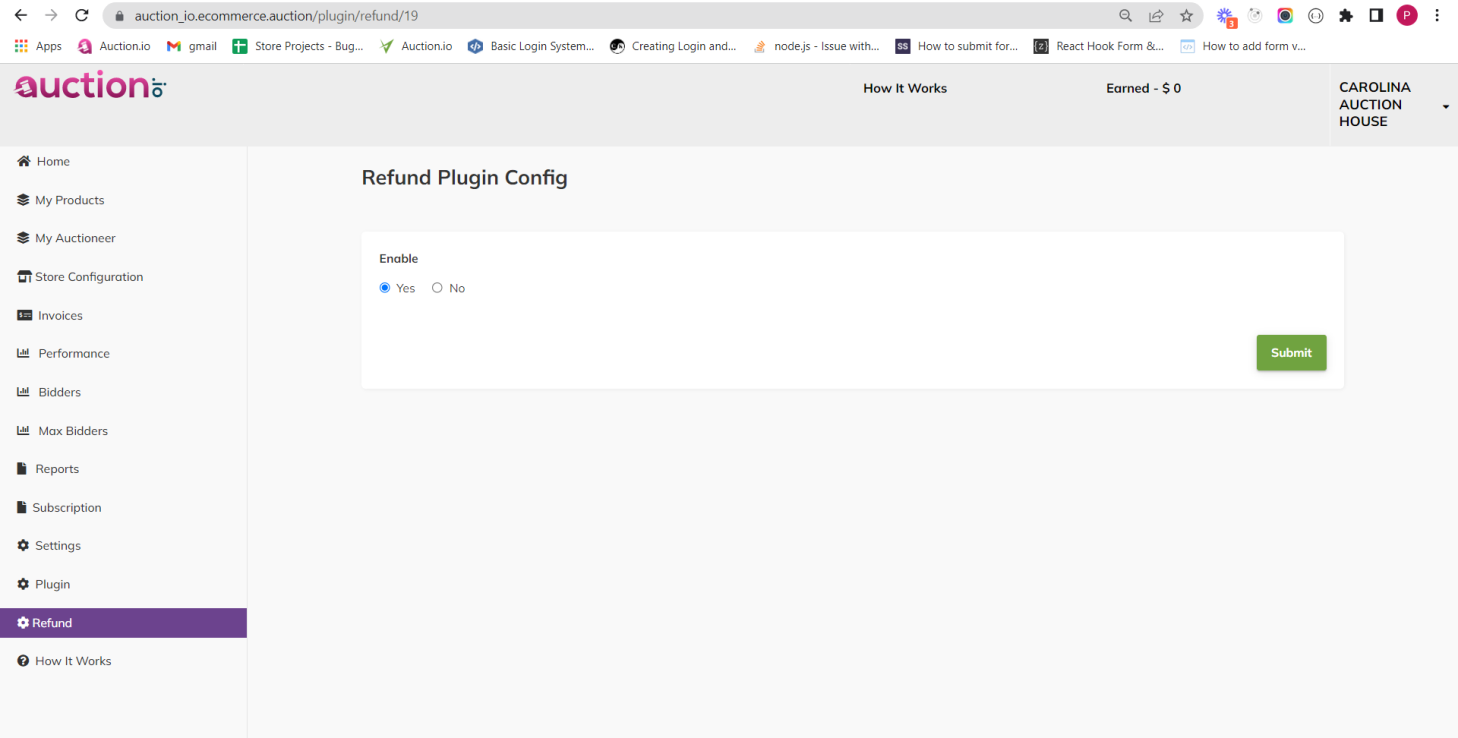 auction_io.ecommerce.auction/plugin/refund/19
3
P
Apps
Auction.io
gmail
Store Projects - Bug...
Auction.io
Basic Login System...
Creating Login and...
node.js - Issue with...
SS
How to submit for...
{z}
React Hook Form &...
How to add form v...
auction:io:
How It Works
Earned - $ 0
CAROLINA
AUCTION
HOUSE
Home
My Products
My Auctioneer
Store Configuration
Invoices
Performance
Bidders
Max Bidders
Reports
Subscription
Settings
Plugin
Refund
How It Works
Refund Plugin Config
Enable
Yes
No
Submit